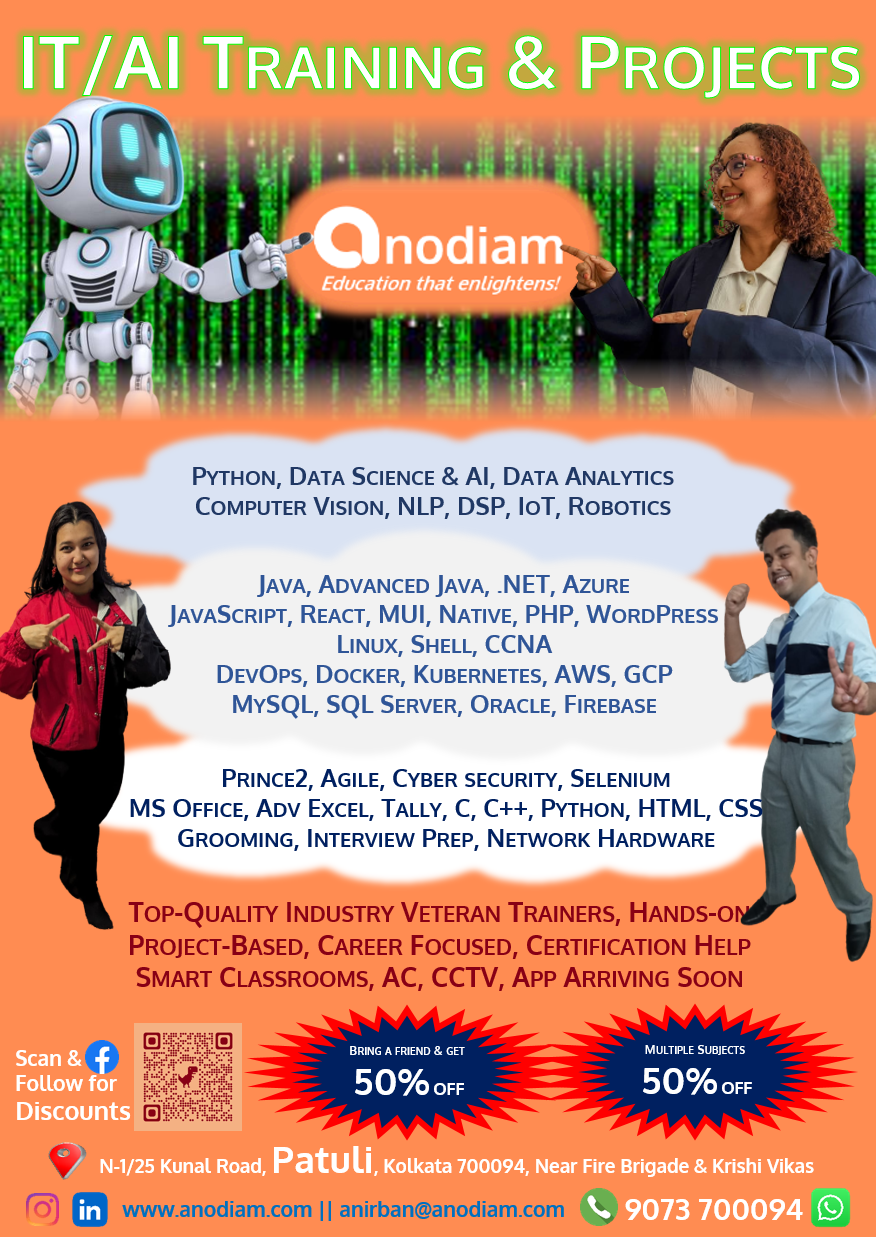 IT/AI Training & Projects
anodiam
Education that enlightens!
Python, Data Science & AI, Data Analytics
Computer Vision, NLP, DSP, IoT, Robotics
Java, Advanced Java, .NET, Azure
JavaScript, React, MUI, Native, PHP, WordPress
Linux, Shell, CCNA
DevOps, Docker, Kubernetes, AWS, GCP
MySQL, SQL Server, Oracle, Firebase
Prince2, Agile, Cyber security, Selenium
MS Office, Adv Excel, Tally, C, C++, Python, HTML, CSS
Grooming, Interview Prep, Network Hardware
Top-Quality Industry Veteran Trainers, Hands-on
Project-Based, Career Focused, Certification Help
Smart Classrooms, AC, CCTV, App Arriving Soon
Scan &
Follow for
Discounts
Bring a friend & get
50% off
Multiple Subjects
50% off
N-1/25 Kunal Road, Patuli, Kolkata 700094, Near Fire Brigade & Krishi Vikas
www.anodiam.com || anirban@anodiam.com
9073 700094